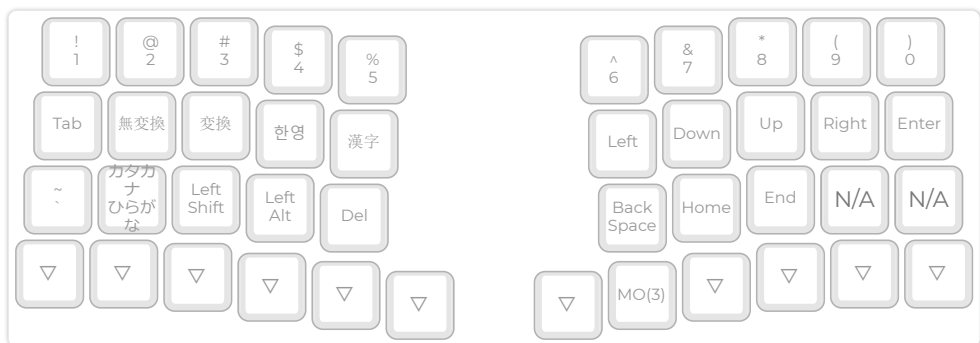 ! @ # $ % ^ & * ( )
1 2 3 4 5 6 7 8 9 0
Tab 無変換 変換 한영 漢字 Left Down Up Right Enter
~
`
カタカ
ナ
ひらが
な
Left
Shift
Left
Alt
Del
Back
Space
Home End N/A N/A
▽ ▽ ▽ ▽ ▽ ▽ ▽ MO(3) ▽ ▽ ▽ ▽